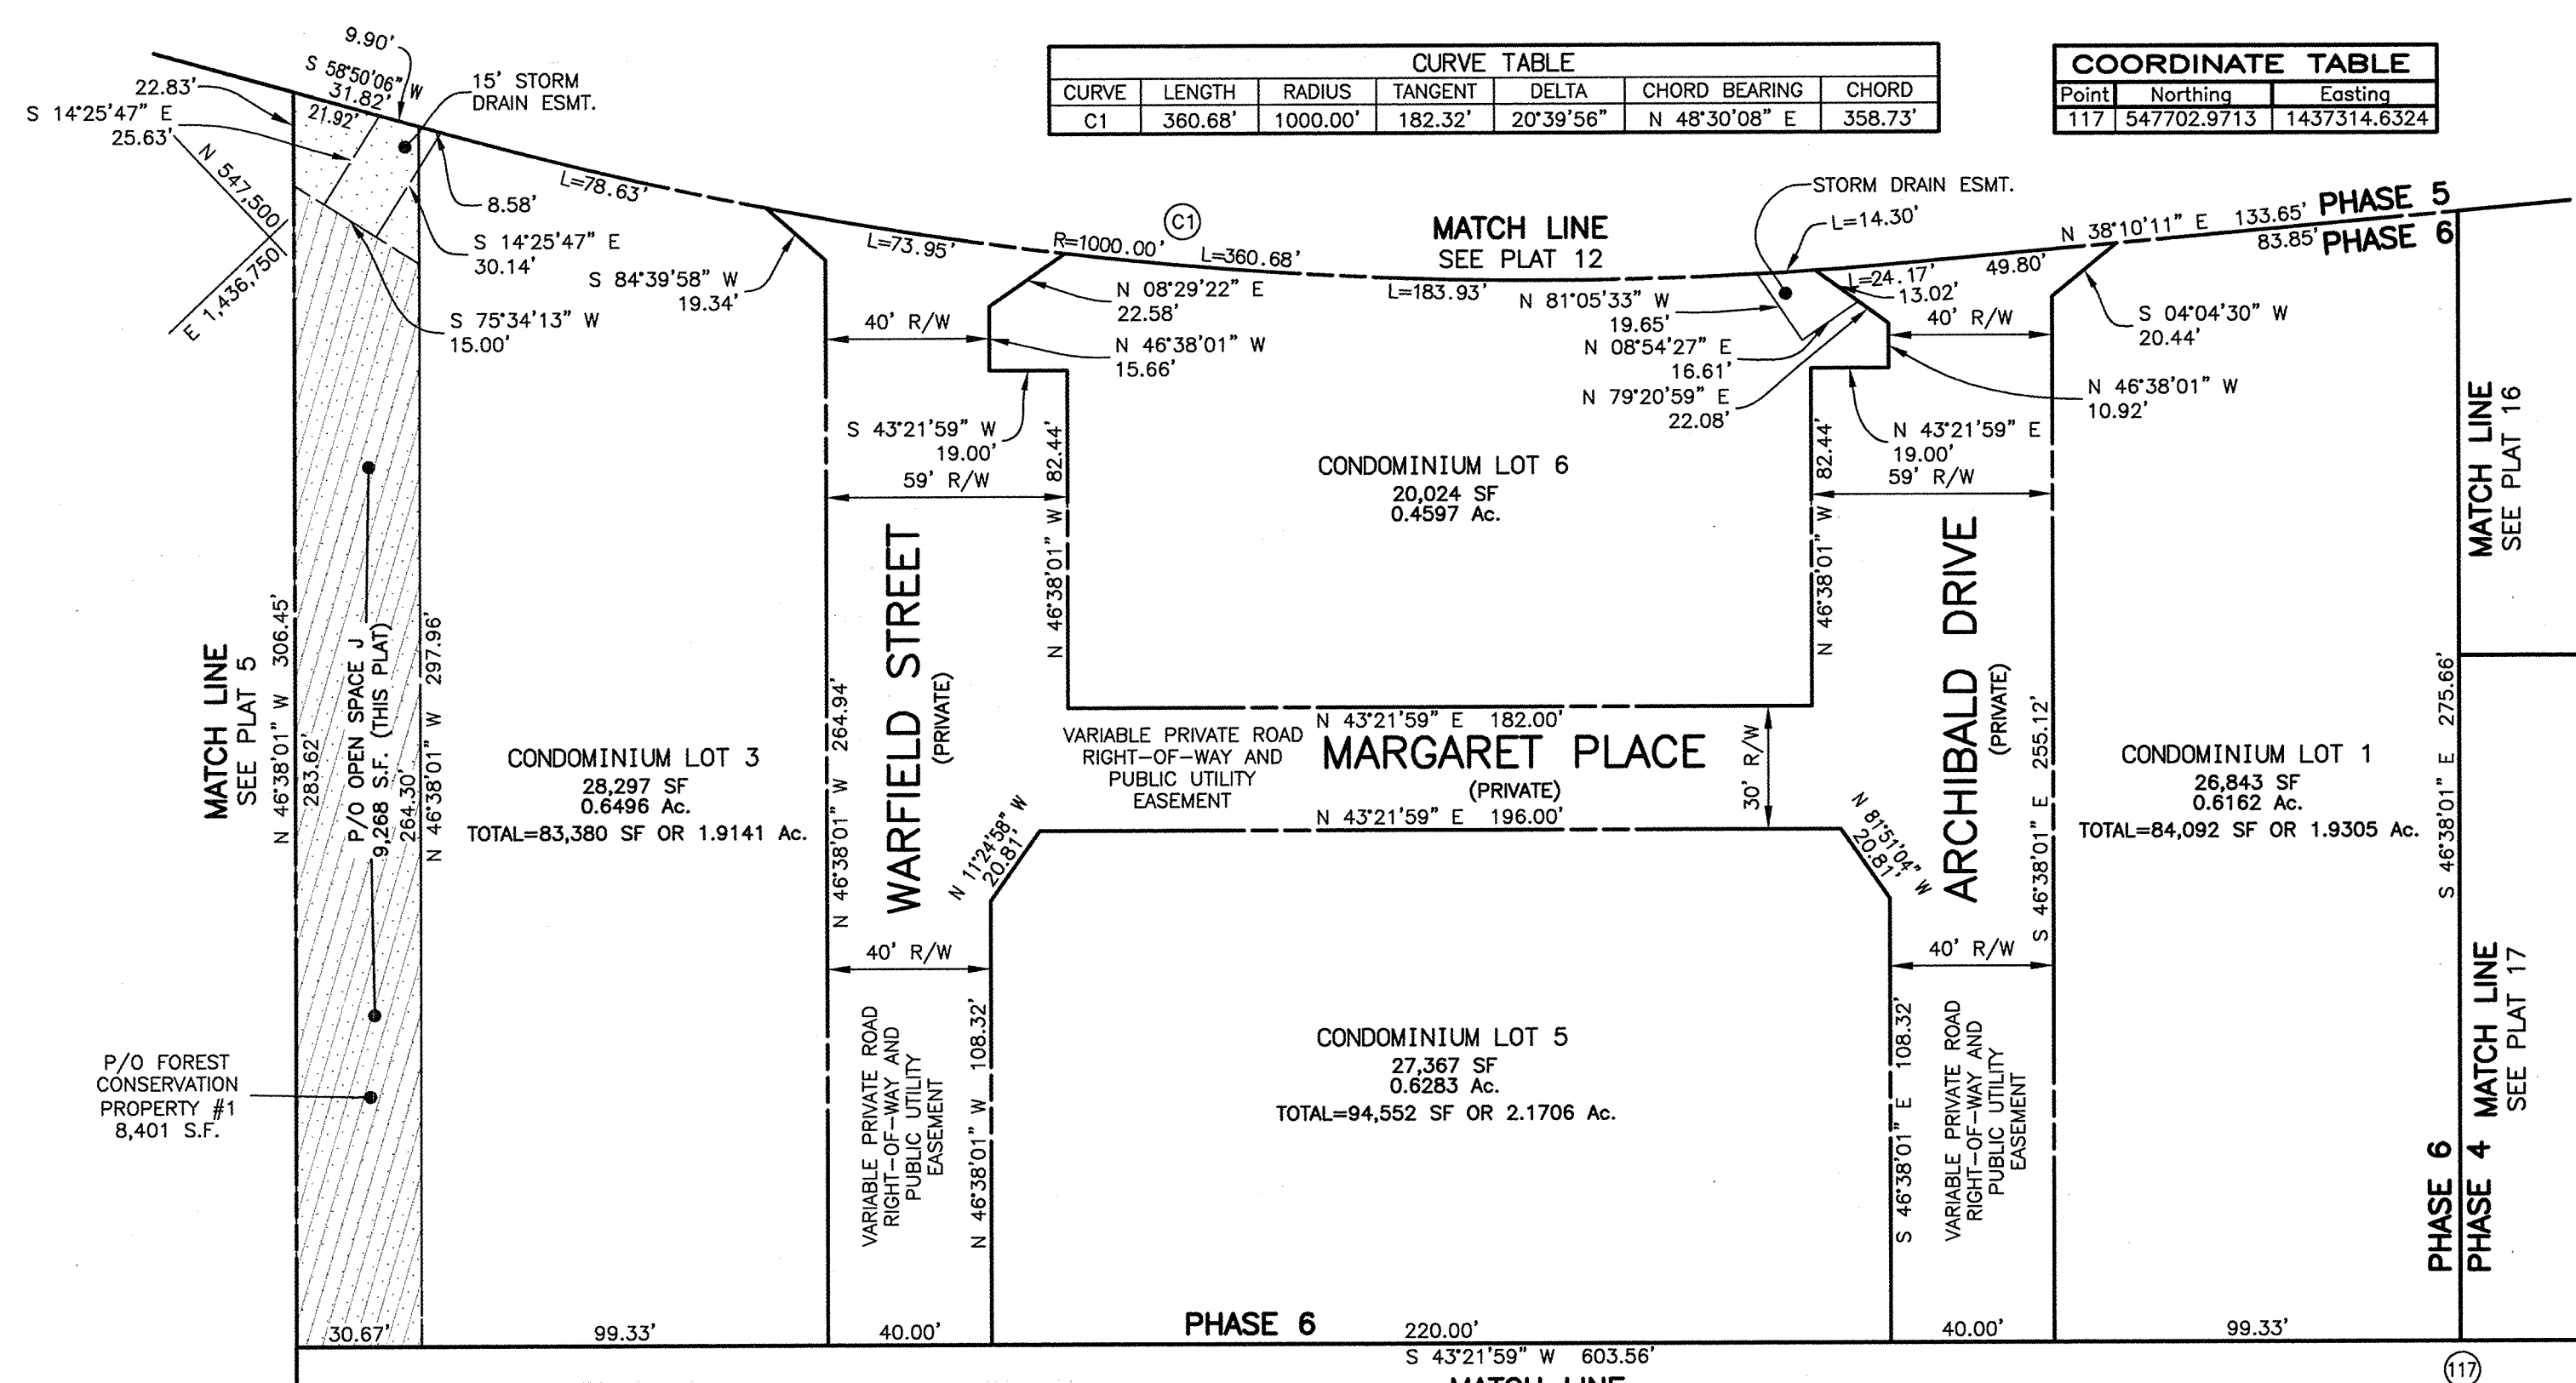 9.90'
S 58°50'06" W
31.82'
22.83'
21.92'
15' STORM
DRAIN ESMT.
S 14°25'47" E
25.63'
N 547,500
E 1,436,750
L=78.63'
8.58'
S 14°25'47" E
30.14'
S 75°34'13" W
15.00'
CURVE TABLE
CURVE LENGTH RADIUS TANGENT DELTA CHORD BEARING CHORD
C1 360.68' 1000.00' 182.32' 20°39'56" N 48°30'08" E 358.73'
COORDINATE TABLE
Point Northing Easting
117 547702.9713 1437314.6324
S 84°39'58" W
19.34'
L=73.95'
R=1000.00'
C1
L=360.68'
MATCH LINE
SEE PLAT 12
L=183.93'
STORM DRAIN ESMT.
L=14.30'
N 38°10'11" E 133.65'
PHASE 5
83.85'
PHASE 6
49.80'
L=24.17'
13.02'
N 81°05'33" W
19.65'
N 08°54'27" E
16.61'
N 79°20'59" E
22.08'
N 08°29'22" E
22.58'
N 46°38'01" W
15.66'
40' R/W
40' R/W
S 04°04'30" W
20.44'
N 46°38'01" W
10.92'
S 43°21'59" W
19.00'
59' R/W
N 43°21'59" E
19.00'
59' R/W
N 46°38'01" W 82.44'
N 46°38'01" W 82.44'
CONDOMINIUM LOT 6
20,024 SF
0.4597 Ac.
MATCH LINE
SEE PLAT 16
MATCH LINE
SEE PLAT 5
N 46°38'01" W 306.45'
283.62'
P/O OPEN SPACE J
9,268 S.F. (THIS PLAT)
264.30'
N 46°38'01" W 297.96'
CONDOMINIUM LOT 3
28,297 SF
0.6496 Ac.
TOTAL=83,380 SF OR 1.9141 Ac.
N 46°38'01" W 264.94'
WARFIELD STREET
(PRIVATE)
N 43°21'59" E 182.00'
VARIABLE PRIVATE ROAD
RIGHT-OF-WAY AND
PUBLIC UTILITY
EASEMENT
MARGARET PLACE
(PRIVATE)
30' R/W
N 43°21'59" E 196.00'
N 11°24'58" W
20.81'
N 81°51'04" W
20.81'
ARCHIBALD DRIVE
(PRIVATE)
S 46°38'01" E 255.12'
CONDOMINIUM LOT 1
26,843 SF
0.6162 Ac.
TOTAL=84,092 SF OR 1.9305 Ac.
S 46°38'01" E 275.66'
40' R/W
40' R/W
VARIABLE PRIVATE ROAD
RIGHT-OF-WAY AND
PUBLIC UTILITY
EASEMENT
N 46°38'01" W 108.32'
CONDOMINIUM LOT 5
27,367 SF
0.6283 Ac.
TOTAL=94,552 SF OR 2.1706 Ac.
S 46°38'01" E 108.32'
VARIABLE PRIVATE ROAD
RIGHT-OF-WAY AND
PUBLIC UTILITY
EASEMENT
MATCH LINE
SEE PLAT 17
PHASE 6
PHASE 4
P/O FOREST
CONSERVATION
PROPERTY #1
8,401 S.F.
30.67'
99.33'
40.00'
PHASE 6
220.00'
40.00'
99.33'
S 43°21'59" W 603.56'
117
MATCH LINE